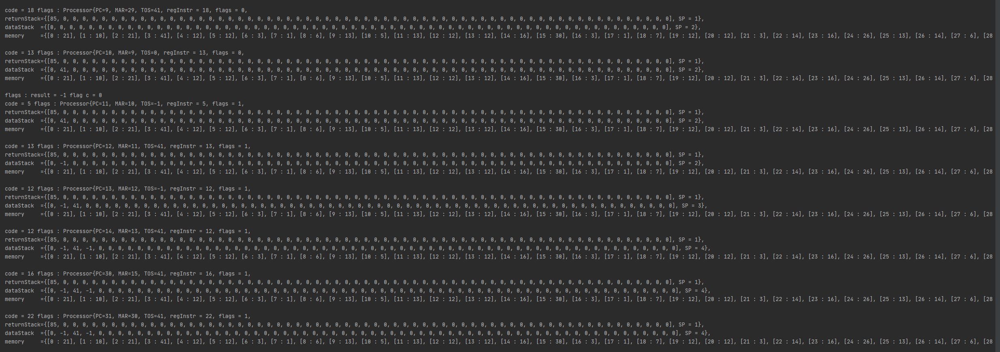 code = 18 flags : Processor{PC=9, MAR=29, TOS=41, regInstr = 18, flags = 0,
returnStack={[85, 0, 0, 0, 0, 0, 0, 0, 0, 0, 0, 0, 0, 0, 0, 0, 0, 0, 0, 0, 0, 0, 0, 0, 0, 0, 0, 0, 0, 0, 0, 0, 0, 0, 0, 0, 0, 0, 0, 0, 0, 0, 0, 0, 0, 0, 0, 0, 0, 0, 0, 0, 0, 0, 0, 0, 0, 0, 0, 0, 0, 0, 0, 0], SP = 1},
dataStack  ={[0, 0, 0, 0, 0, 0, 0, 0, 0, 0, 0, 0, 0, 0, 0, 0, 0, 0, 0, 0, 0, 0, 0, 0, 0, 0, 0, 0, 0, 0, 0, 0, 0, 0, 0, 0, 0, 0, 0, 0, 0, 0, 0, 0, 0, 0, 0, 0, 0, 0, 0, 0, 0, 0, 0, 0, 0, 0, 0, 0, 0, 0, 0, 0], SP = 2},
memory     ={[0 : 21], [1 : 10], [2 : 21], [3 : 41], [4 : 12], [5 : 12], [6 : 3], [7 : 1], [8 : 6], [9 : 13], [10 : 5], [11 : 13], [12 : 12], [13 : 12], [14 : 16], [15 : 30], [16 : 3], [17 : 1], [18 : 7], [19 : 12], [20 : 12], [21 : 3], [22 : 14], [23 : 16], [24 : 26], [25 : 13], [26 : 14], [27 : 6], [28
code = 13 flags : Processor{PC=10, MAR=9, TOS=0, regInstr = 13, flags = 0,
returnStack={[85, 0, 0, 0, 0, 0, 0, 0, 0, 0, 0, 0, 0, 0, 0, 0, 0, 0, 0, 0, 0, 0, 0, 0, 0, 0, 0, 0, 0, 0, 0, 0, 0, 0, 0, 0, 0, 0, 0, 0, 0, 0, 0, 0, 0, 0, 0, 0, 0, 0, 0, 0, 0, 0, 0, 0, 0, 0, 0, 0, 0, 0, 0, 0], SP = 1},
dataStack  ={[0, 41, 0, 0, 0, 0, 0, 0, 0, 0, 0, 0, 0, 0, 0, 0, 0, 0, 0, 0, 0, 0, 0, 0, 0, 0, 0, 0, 0, 0, 0, 0, 0, 0, 0, 0, 0, 0, 0, 0, 0, 0, 0, 0, 0, 0, 0, 0, 0, 0, 0, 0, 0, 0, 0, 0, 0, 0, 0, 0, 0, 0, 0, 0], SP = 2},
memory     ={[0 : 21], [1 : 10], [2 : 21], [3 : 41], [4 : 12], [5 : 12], [6 : 3], [7 : 1], [8 : 6], [9 : 13], [10 : 5], [11 : 13], [12 : 12], [13 : 12], [14 : 16], [15 : 30], [16 : 3], [17 : 1], [18 : 7], [19 : 12], [20 : 12], [21 : 3], [22 : 14], [23 : 16], [24 : 26], [25 : 13], [26 : 14], [27 : 6], [28
flags : result = -1 flag c = 0
code = 5 flags : Processor{PC=11, MAR=10, TOS=-1, regInstr = 5, flags = 1,
returnStack={[85, 0, 0, 0, 0, 0, 0, 0, 0, 0, 0, 0, 0, 0, 0, 0, 0, 0, 0, 0, 0, 0, 0, 0, 0, 0, 0, 0, 0, 0, 0, 0, 0, 0, 0, 0, 0, 0, 0, 0, 0, 0, 0, 0, 0, 0, 0, 0, 0, 0, 0, 0, 0, 0, 0, 0, 0, 0, 0, 0, 0, 0, 0, 0], SP = 1},
dataStack  ={[0, 41, 0, 0, 0, 0, 0, 0, 0, 0, 0, 0, 0, 0, 0, 0, 0, 0, 0, 0, 0, 0, 0, 0, 0, 0, 0, 0, 0, 0, 0, 0, 0, 0, 0, 0, 0, 0, 0, 0, 0, 0, 0, 0, 0, 0, 0, 0, 0, 0, 0, 0, 0, 0, 0, 0, 0, 0, 0, 0, 0, 0, 0, 0], SP = 2},
memory     ={[0 : 21], [1 : 10], [2 : 21], [3 : 41], [4 : 12], [5 : 12], [6 : 3], [7 : 1], [8 : 6], [9 : 13], [10 : 5], [11 : 13], [12 : 12], [13 : 12], [14 : 16], [15 : 30], [16 : 3], [17 : 1], [18 : 7], [19 : 12], [20 : 12], [21 : 3], [22 : 14], [23 : 16], [24 : 26], [25 : 13], [26 : 14], [27 : 6], [28
code = 13 flags : Processor{PC=12, MAR=11, TOS=41, regInstr = 13, flags = 1,
returnStack={[85, 0, 0, 0, 0, 0, 0, 0, 0, 0, 0, 0, 0, 0, 0, 0, 0, 0, 0, 0, 0, 0, 0, 0, 0, 0, 0, 0, 0, 0, 0, 0, 0, 0, 0, 0, 0, 0, 0, 0, 0, 0, 0, 0, 0, 0, 0, 0, 0, 0, 0, 0, 0, 0, 0, 0, 0, 0, 0, 0, 0, 0, 0, 0], SP = 1},
dataStack  ={[0, -1, 0, 0, 0, 0, 0, 0, 0, 0, 0, 0, 0, 0, 0, 0, 0, 0, 0, 0, 0, 0, 0, 0, 0, 0, 0, 0, 0, 0, 0, 0, 0, 0, 0, 0, 0, 0, 0, 0, 0, 0, 0, 0, 0, 0, 0, 0, 0, 0, 0, 0, 0, 0, 0, 0, 0, 0, 0, 0, 0, 0, 0, 0], SP = 2},
memory     ={[0 : 21], [1 : 10], [2 : 21], [3 : 41], [4 : 12], [5 : 12], [6 : 3], [7 : 1], [8 : 6], [9 : 13], [10 : 5], [11 : 13], [12 : 12], [13 : 12], [14 : 16], [15 : 30], [16 : 3], [17 : 1], [18 : 7], [19 : 12], [20 : 12], [21 : 3], [22 : 14], [23 : 16], [24 : 26], [25 : 13], [26 : 14], [27 : 6], [28
code = 12 flags : Processor{PC=13, MAR=12, TOS=-1, regInstr = 12, flags = 1,
returnStack={[85, 0, 0, 0, 0, 0, 0, 0, 0, 0, 0, 0, 0, 0, 0, 0, 0, 0, 0, 0, 0, 0, 0, 0, 0, 0, 0, 0, 0, 0, 0, 0, 0, 0, 0, 0, 0, 0, 0, 0, 0, 0, 0, 0, 0, 0, 0, 0, 0, 0, 0, 0, 0, 0, 0, 0, 0, 0, 0, 0, 0, 0, 0, 0], SP = 1},
dataStack  ={[0, -1, 41, 0, 0, 0, 0, 0, 0, 0, 0, 0, 0, 0, 0, 0, 0, 0, 0, 0, 0, 0, 0, 0, 0, 0, 0, 0, 0, 0, 0, 0, 0, 0, 0, 0, 0, 0, 0, 0, 0, 0, 0, 0, 0, 0, 0, 0, 0, 0, 0, 0, 0, 0, 0, 0, 0, 0, 0, 0, 0, 0, 0, 0], SP = 3},
memory     ={[0 : 21], [1 : 10], [2 : 21], [3 : 41], [4 : 12], [5 : 12], [6 : 3], [7 : 1], [8 : 6], [9 : 13], [10 : 5], [11 : 13], [12 : 12], [13 : 12], [14 : 16], [15 : 30], [16 : 3], [17 : 1], [18 : 7], [19 : 12], [20 : 12], [21 : 3], [22 : 14], [23 : 16], [24 : 26], [25 : 13], [26 : 14], [27 : 6], [28
code = 12 flags : Processor{PC=14, MAR=13, TOS=41, regInstr = 12, flags = 1,
returnStack={[85, 0, 0, 0, 0, 0, 0, 0, 0, 0, 0, 0, 0, 0, 0, 0, 0, 0, 0, 0, 0, 0, 0, 0, 0, 0, 0, 0, 0, 0, 0, 0, 0, 0, 0, 0, 0, 0, 0, 0, 0, 0, 0, 0, 0, 0, 0, 0, 0, 0, 0, 0, 0, 0, 0, 0, 0, 0, 0, 0, 0, 0, 0, 0], SP = 1},
dataStack  ={[0, -1, 41, -1, 0, 0, 0, 0, 0, 0, 0, 0, 0, 0, 0, 0, 0, 0, 0, 0, 0, 0, 0, 0, 0, 0, 0, 0, 0, 0, 0, 0, 0, 0, 0, 0, 0, 0, 0, 0, 0, 0, 0, 0, 0, 0, 0, 0, 0, 0, 0, 0, 0, 0, 0, 0, 0, 0, 0, 0, 0, 0, 0, 0], SP = 4},
memory     ={[0 : 21], [1 : 10], [2 : 21], [3 : 41], [4 : 12], [5 : 12], [6 : 3], [7 : 1], [8 : 6], [9 : 13], [10 : 5], [11 : 13], [12 : 12], [13 : 12], [14 : 16], [15 : 30], [16 : 3], [17 : 1], [18 : 7], [19 : 12], [20 : 12], [21 : 3], [22 : 14], [23 : 16], [24 : 26], [25 : 13], [26 : 14], [27 : 6], [28
code = 16 flags : Processor{PC=30, MAR=15, TOS=41, regInstr = 16, flags = 1,
returnStack={[85, 0, 0, 0, 0, 0, 0, 0, 0, 0, 0, 0, 0, 0, 0, 0, 0, 0, 0, 0, 0, 0, 0, 0, 0, 0, 0, 0, 0, 0, 0, 0, 0, 0, 0, 0, 0, 0, 0, 0, 0, 0, 0, 0, 0, 0, 0, 0, 0, 0, 0, 0, 0, 0, 0, 0, 0, 0, 0, 0, 0, 0, 0, 0], SP = 1},
dataStack  ={[0, -1, 41, -1, 0, 0, 0, 0, 0, 0, 0, 0, 0, 0, 0, 0, 0, 0, 0, 0, 0, 0, 0, 0, 0, 0, 0, 0, 0, 0, 0, 0, 0, 0, 0, 0, 0, 0, 0, 0, 0, 0, 0, 0, 0, 0, 0, 0, 0, 0, 0, 0, 0, 0, 0, 0, 0, 0, 0, 0, 0, 0, 0, 0], SP = 4},
memory     ={[0 : 21], [1 : 10], [2 : 21], [3 : 41], [4 : 12], [5 : 12], [6 : 3], [7 : 1], [8 : 6], [9 : 13], [10 : 5], [11 : 13], [12 : 12], [13 : 12], [14 : 16], [15 : 30], [16 : 3], [17 : 1], [18 : 7], [19 : 12], [20 : 12], [21 : 3], [22 : 14], [23 : 16], [24 : 26], [25 : 13], [26 : 14], [27 : 6], [28
code = 22 flags : Processor{PC=31, MAR=30, TOS=41, regInstr = 22, flags = 1,
returnStack={[85, 0, 0, 0, 0, 0, 0, 0, 0, 0, 0, 0, 0, 0, 0, 0, 0, 0, 0, 0, 0, 0, 0, 0, 0, 0, 0, 0, 0, 0, 0, 0, 0, 0, 0, 0, 0, 0, 0, 0, 0, 0, 0, 0, 0, 0, 0, 0, 0, 0, 0, 0, 0, 0, 0, 0, 0, 0, 0, 0, 0, 0, 0, 0], SP = 1},
dataStack  ={[0, -1, 41, -1, 0, 0, 0, 0, 0, 0, 0, 0, 0, 0, 0, 0, 0, 0, 0, 0, 0, 0, 0, 0, 0, 0, 0, 0, 0, 0, 0, 0, 0, 0, 0, 0, 0, 0, 0, 0, 0, 0, 0, 0, 0, 0, 0, 0, 0, 0, 0, 0, 0, 0, 0, 0, 0, 0, 0, 0, 0, 0, 0, 0], SP = 4},
memory     ={[0 : 21], [1 : 10], [2 : 21], [3 : 41], [4 : 12], [5 : 12], [6 : 3], [7 : 1], [8 : 6], [9 : 13], [10 : 5], [11 : 13], [12 : 12], [13 : 12], [14 : 16], [15 : 30], [16 : 3], [17 : 1], [18 : 7], [19 : 12], [20 : 12], [21 : 3], [22 : 14], [23 : 16], [24 : 26], [25 : 13], [26 : 14], [27 : 6], [28